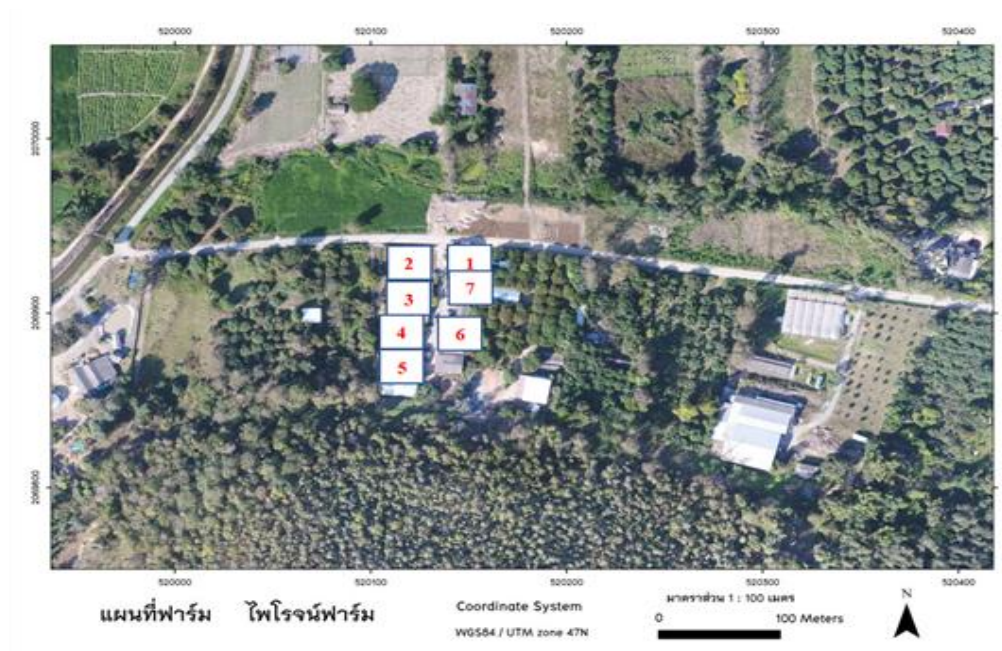 520000 520100 520200 520300 520400
2070000
2 1
7
3
2069900
4 6
5
2069800
520000 520100 520200 520300 520400
แผนที่ฟาร์ม ไพโรจน์ฟาร์ม
Coordinate System
WGS84 / UTM zone 47N
มาตราส่วน 1 : 100 เมตร
0 100 Meters
N